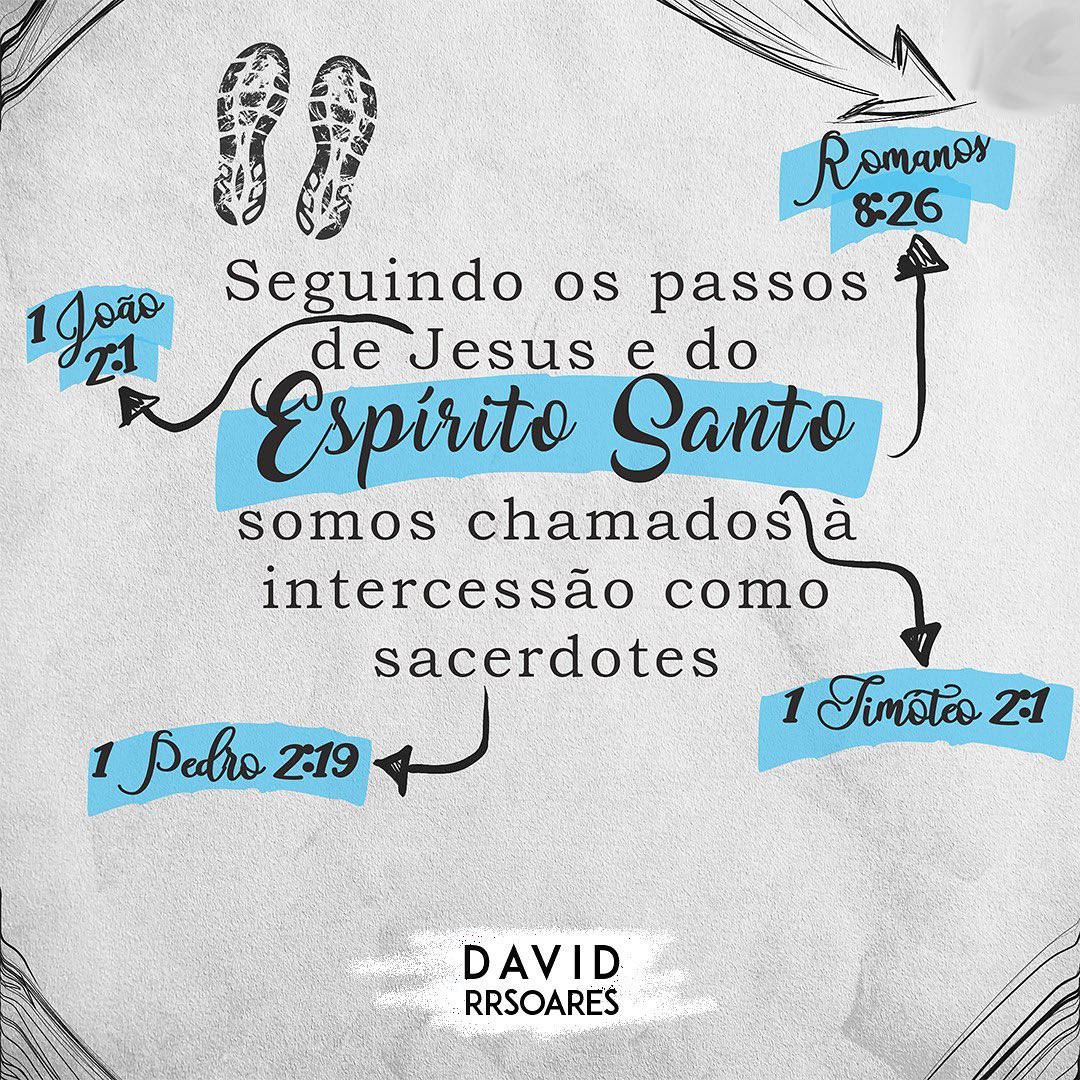 Romanos
8:26
Seguindo os passos
1 João
2:1
de Jesus e do
Espírito Santo
somos chamados à
intercessão como
sacerdotes
1 Timóteo 2:1
1 Pedro 2:19
DAVID
RRSOARES